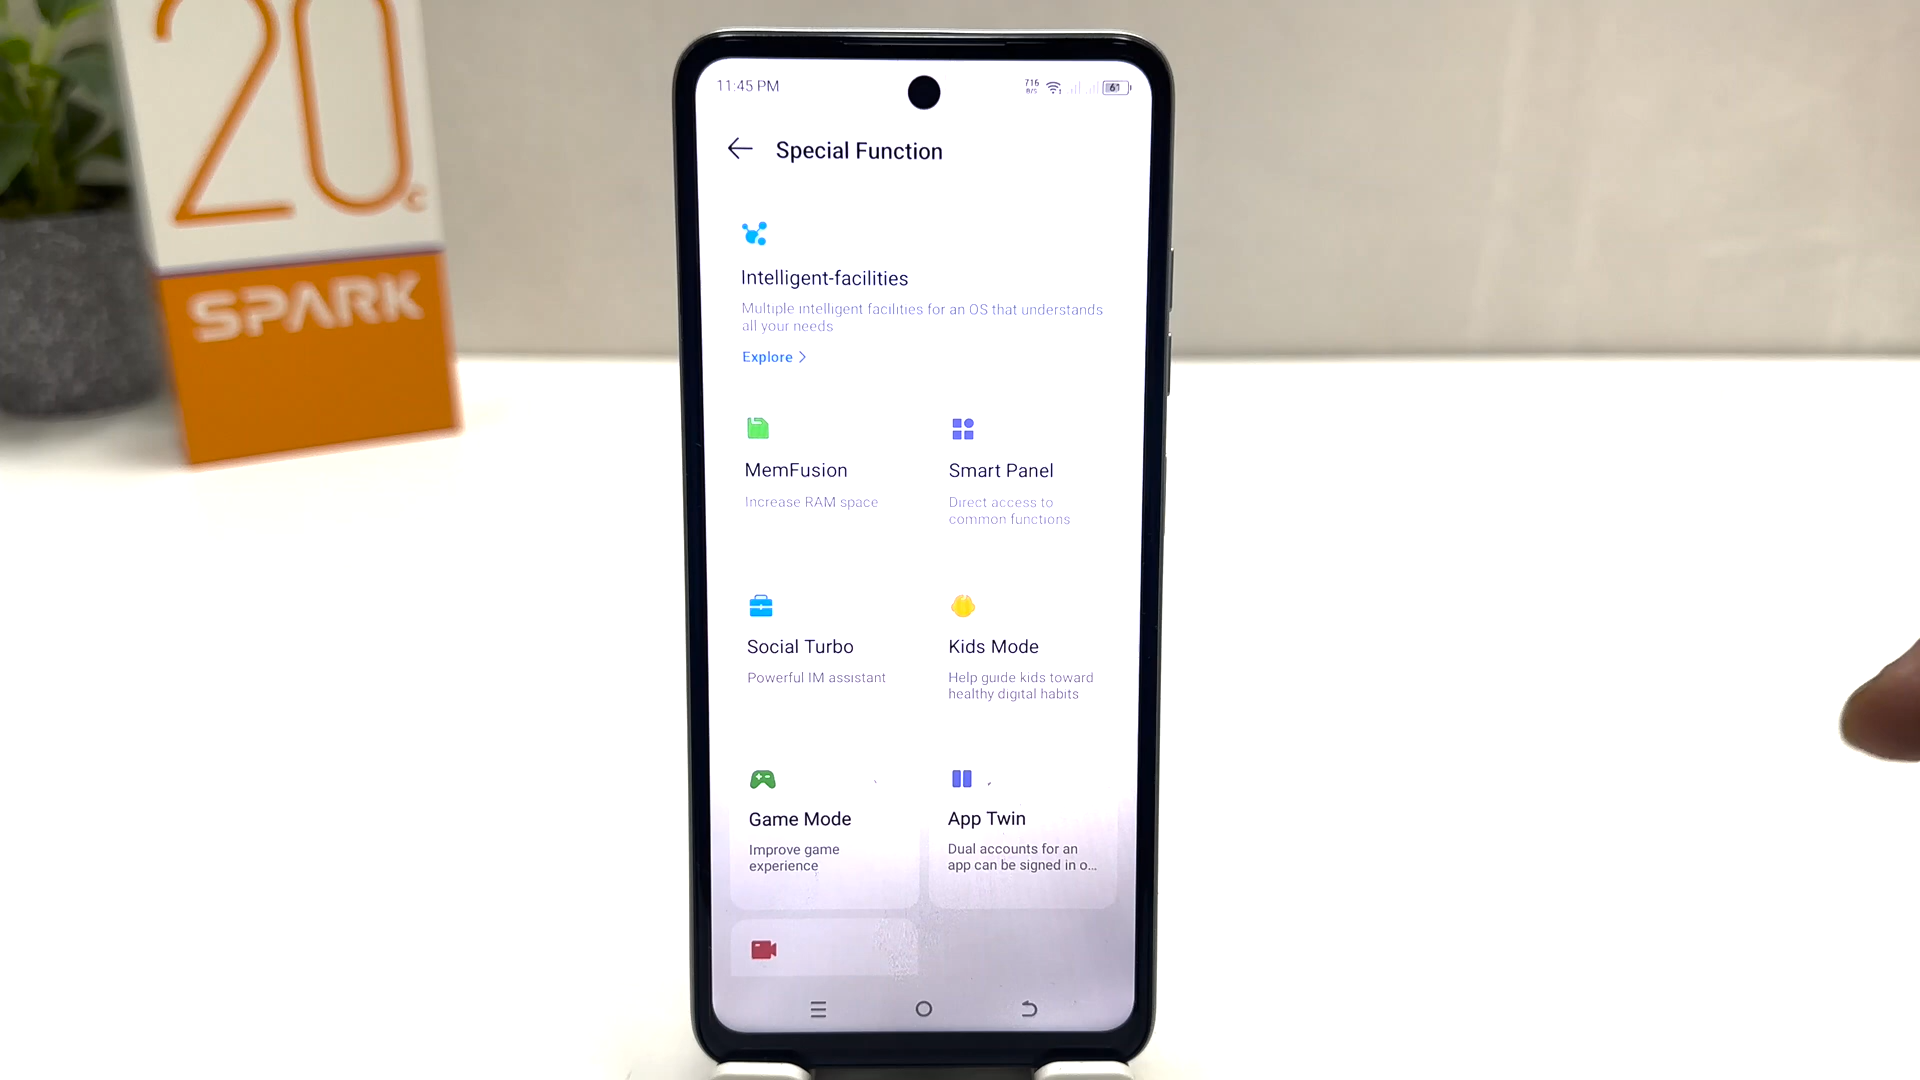 20
c
SPARK
11:45 PM
716
B/S
61
Special Function
Intelligent-facilities
Multiple intelligent facilities for an OS that understands
all your needs
Explore >
MemFusion
Increase RAM space
Smart Panel
Direct access to
common functions
Social Turbo
Powerful IM assistant
Kids Mode
Help guide kids toward
healthy digital habits
Game Mode
Improve game
experience
App Twin
Dual accounts for an
app can be signed in o...